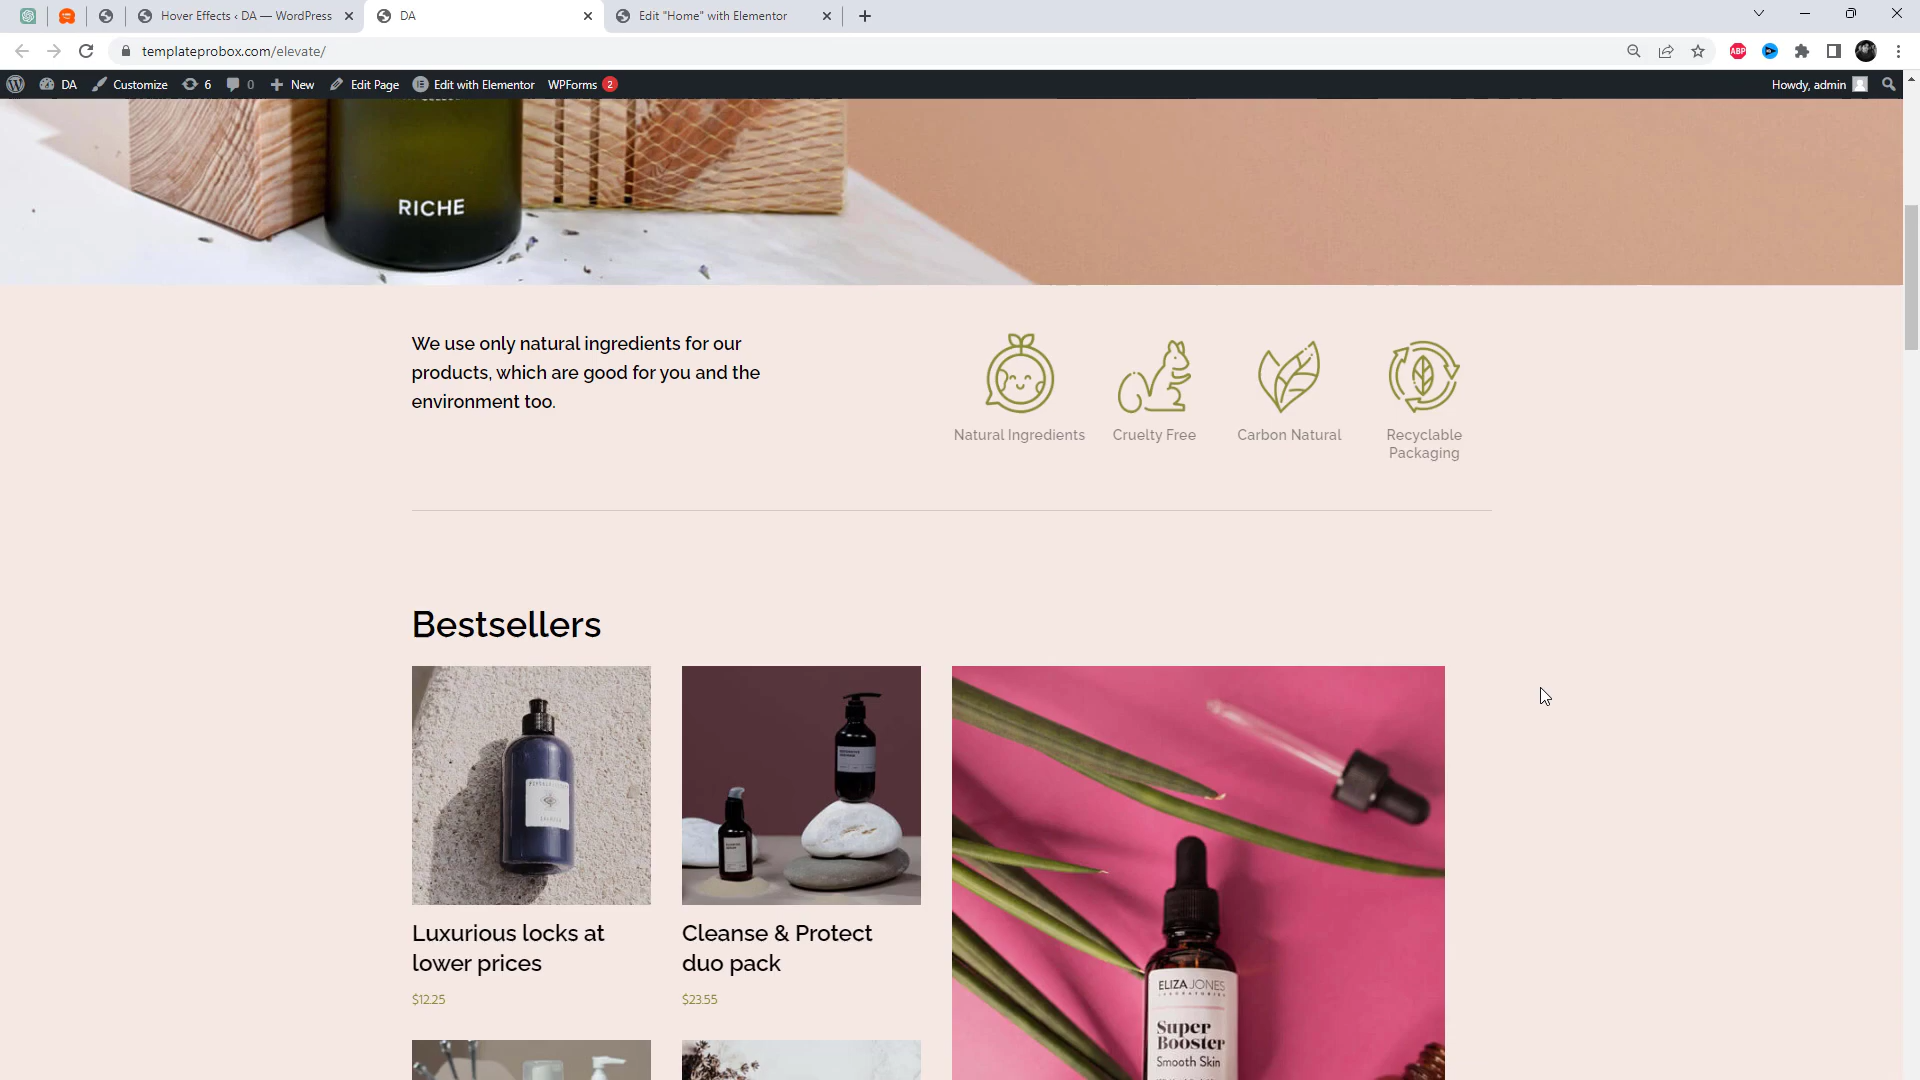 Hover Effects ‹ DA — WordPress
DA
Edit "Home" with Elementor
templateprobox.com/elevate/
ABP
DA
Customize
6
0
New
Edit Page
Edit with Elementor
WPForms 2
Howdy, admin
RICHE
We use only natural ingredients for our
products, which are good for you and the
environment too.
Natural Ingredients
Cruelty Free
Carbon Natural
Recyclable
Packaging
Bestsellers
Luxurious locks at
lower prices
$12.25
Cleanse & Protect
duo pack
$23.55
ELIZA JONES
LABORATORIES
Super
Booster
Smooth Skin